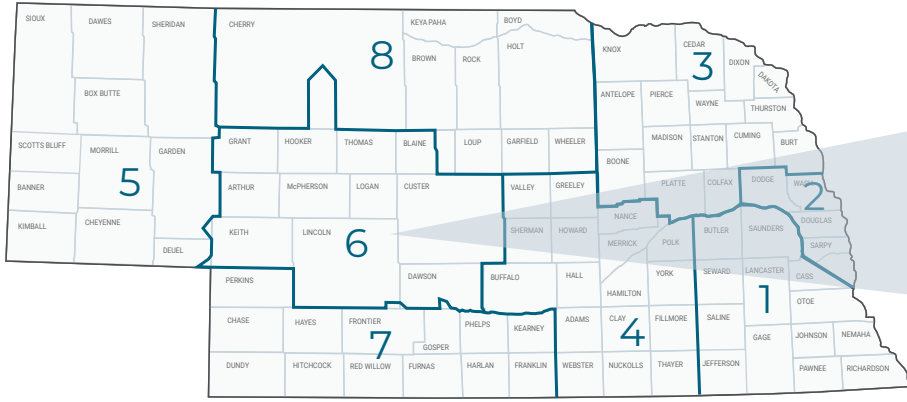 SIOUX
DAWES
SHERIDAN
CHERRY
KEYA PAHA
BOYD
BROWN
ROCK
HOLT
8
KNOX
CEDAR
DIXON
DAKOTA
3
BOX BUTTE
ANTELOPE
PIERCE
WAYNE
THURSTON
SCOTTS BLUFF
MORRILL
GARDEN
GRANT
HOOKER
THOMAS
BLAINE
LOUP
GARFIELD
WHEELER
BOONE
MADISON
STANTON
CUMING
BURT
BANNER
5
ARTHUR
McPHERSON
LOGAN
CUSTER
VALLEY
GREELEY
PLATTE
COLFAX
DODGE
2
KIMBALL
CHEYENNE
DEUEL
KEITH
LINCOLN
6
SHERMAN
HOWARD
NANCE
MERRICK
POLK
BUTLER
SAUNDERS
DOUGLAS
SARPY
PERKINS
DAWSON
BUFFALO
HALL
HAMILTON
YORK
SEWARD
LANCASTER
CASS
1
OTOE
CHASE
HAYES
FRONTIER
GOSPER
PHELPS
KEARNEY
ADAMS
CLAY
FILLMORE
SALINE
GAGE
JOHNSON
NEMAHA
7
4
DUNDY
HITCHCOCK
RED WILLOW
FURNAS
HARLAN
FRANKLIN
WEBSTER
NUCKOLLS
THAYER
JEFFERSON
PAWNEE
RICHARDSON